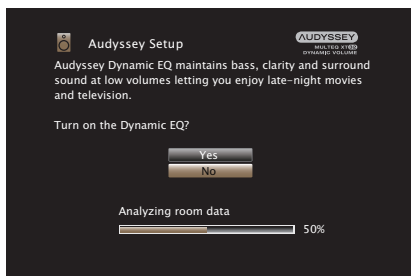 Audyssey Setup
AUDYSSEY
MULTEQ XT32
DYNAMIC VOLUME
Audyssey Dynamic EQ maintains bass, clarity and surround
sound at low volumes letting you enjoy late-night movies
and television.
Turn on the Dynamic EQ?
Yes
No
Analyzing room data
50%